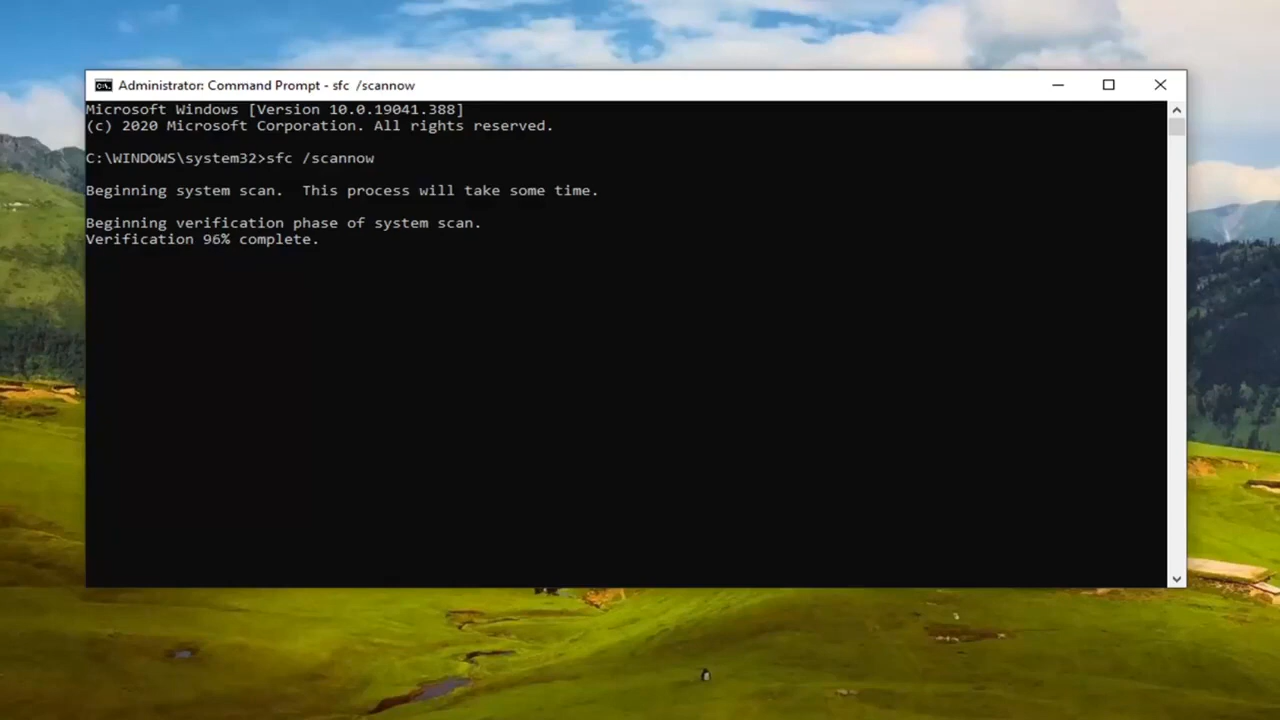 Administrator: Command Prompt - sfc  /scannow
Microsoft Windows [Version 10.0.19041.388]
(c) 2020 Microsoft Corporation. All rights reserved.
C:\WINDOWS\system32>sfc /scannow
Beginning system scan.  This process will take some time.
Beginning verification phase of system scan.
Verification 96% complete.